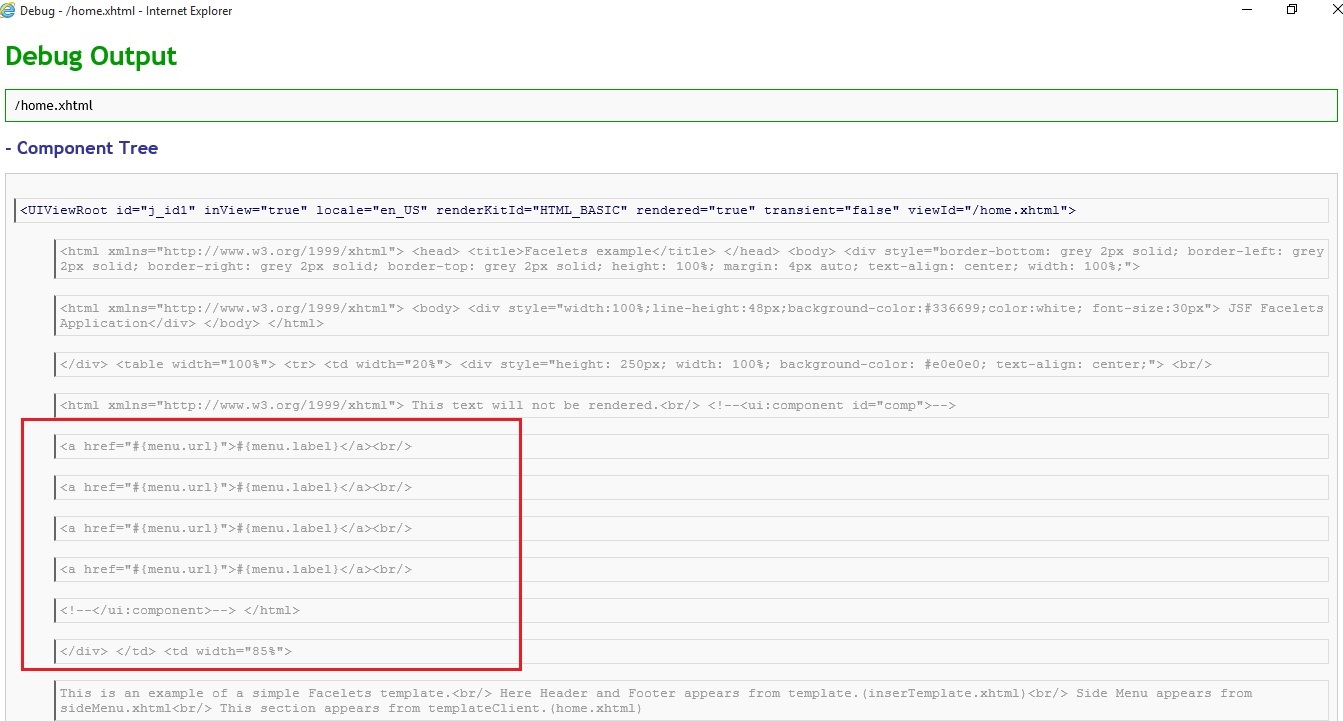 Debug - /home.xhtml - Internet Explorer
Debug Output
/home.xhtml
- Component Tree
<UIViewRoot id="j_id1" inView="true" locale="en_US" renderKitId="HTML_BASIC" rendered="true" transient="false" viewId="/home.xhtml">
<html xmlns="http://www.w3.org/1999/xhtml"> <head> <title>Facelets example</title> </head> <body> <div style="border-bottom: grey 2px solid; border-left: grey
2px solid; border-right: grey 2px solid; border-top: grey 2px solid; height: 100%; margin: 4px auto; text-align: center; width: 100%;">
<html xmlns="http://www.w3.org/1999/xhtml"> <body> <div style="width:100%;line-height:48px;background-color:#336699;color:white; font-size:30px"> JSF Facelets
Application</div> </body> </html>
</div> <table width="100%"> <tr> <td width="20%"> <div style="height: 250px; width: 100%; background-color: #e0e0e0; text-align: center;"> <br/>
<html xmlns="http://www.w3.org/1999/xhtml"> This text will not be rendered.<br/> <!--<ui:component id="comp">-->
<a href="#{menu.url}">#{menu.label}</a><br/>
<a href="#{menu.url}">#{menu.label}</a><br/>
<a href="#{menu.url}">#{menu.label}</a><br/>
<a href="#{menu.url}">#{menu.label}</a><br/>
<!--</ui:component>--> </html>
</div> </td> <td width="85%">
This is an example of a simple Facelets template.<br/> Here Header and Footer appears from template.(inserTemplate.xhtml)<br/> Side Menu appears from
sideMenu.xhtml<br/> This section appears from templateClient.(home.xhtml)